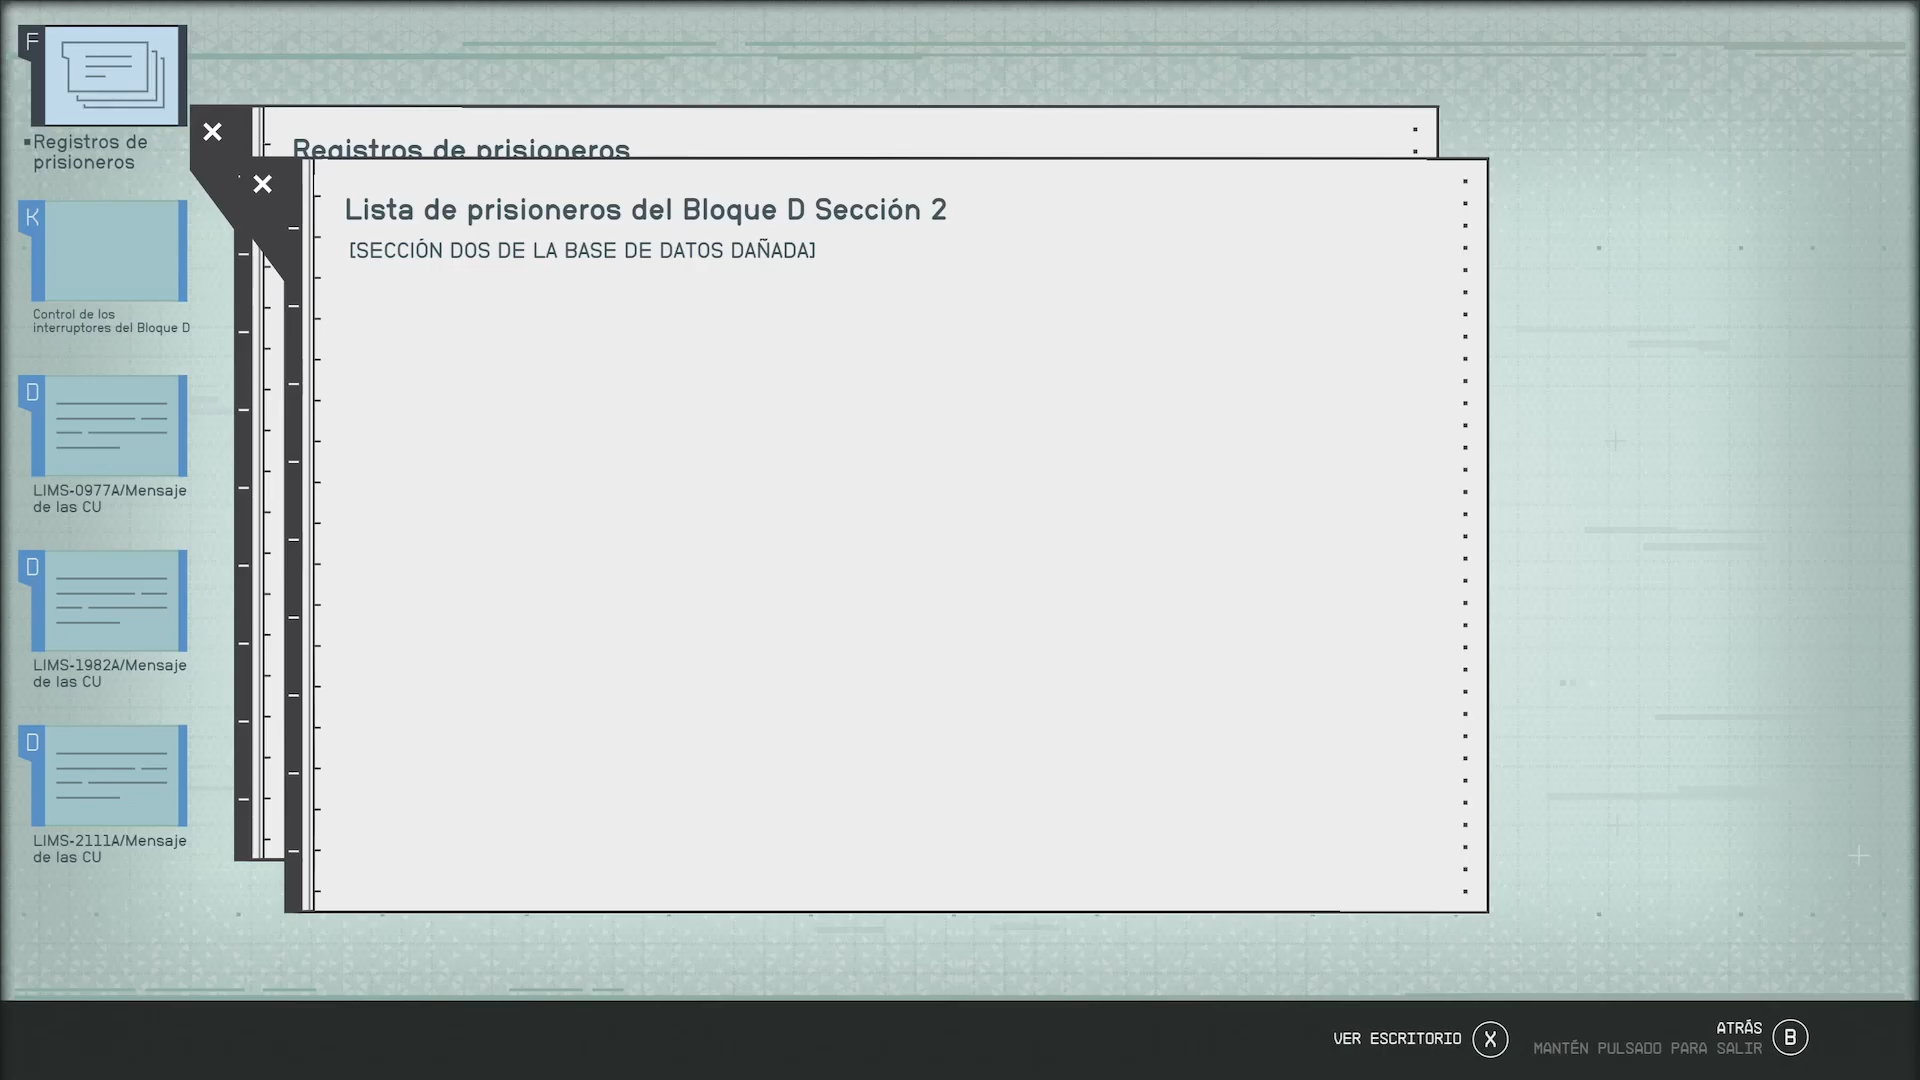 F
Registros de
prisioneros
K
Control de los
interruptores del Bloque D
D
LIMS-0977A/Mensaje
de las CU
D
LIMS-1982A/Mensaje
de las CU
D
LIMS-2111A/Mensaje
de las CU
Registros de prisioneros
Lista de prisioneros del Bloque D Sección 2
[SECCIÓN DOS DE LA BASE DE DATOS DAÑADA]
VER ESCRITORIO X
ATRÁS B
MANTÉN PULSADO PARA SALIR